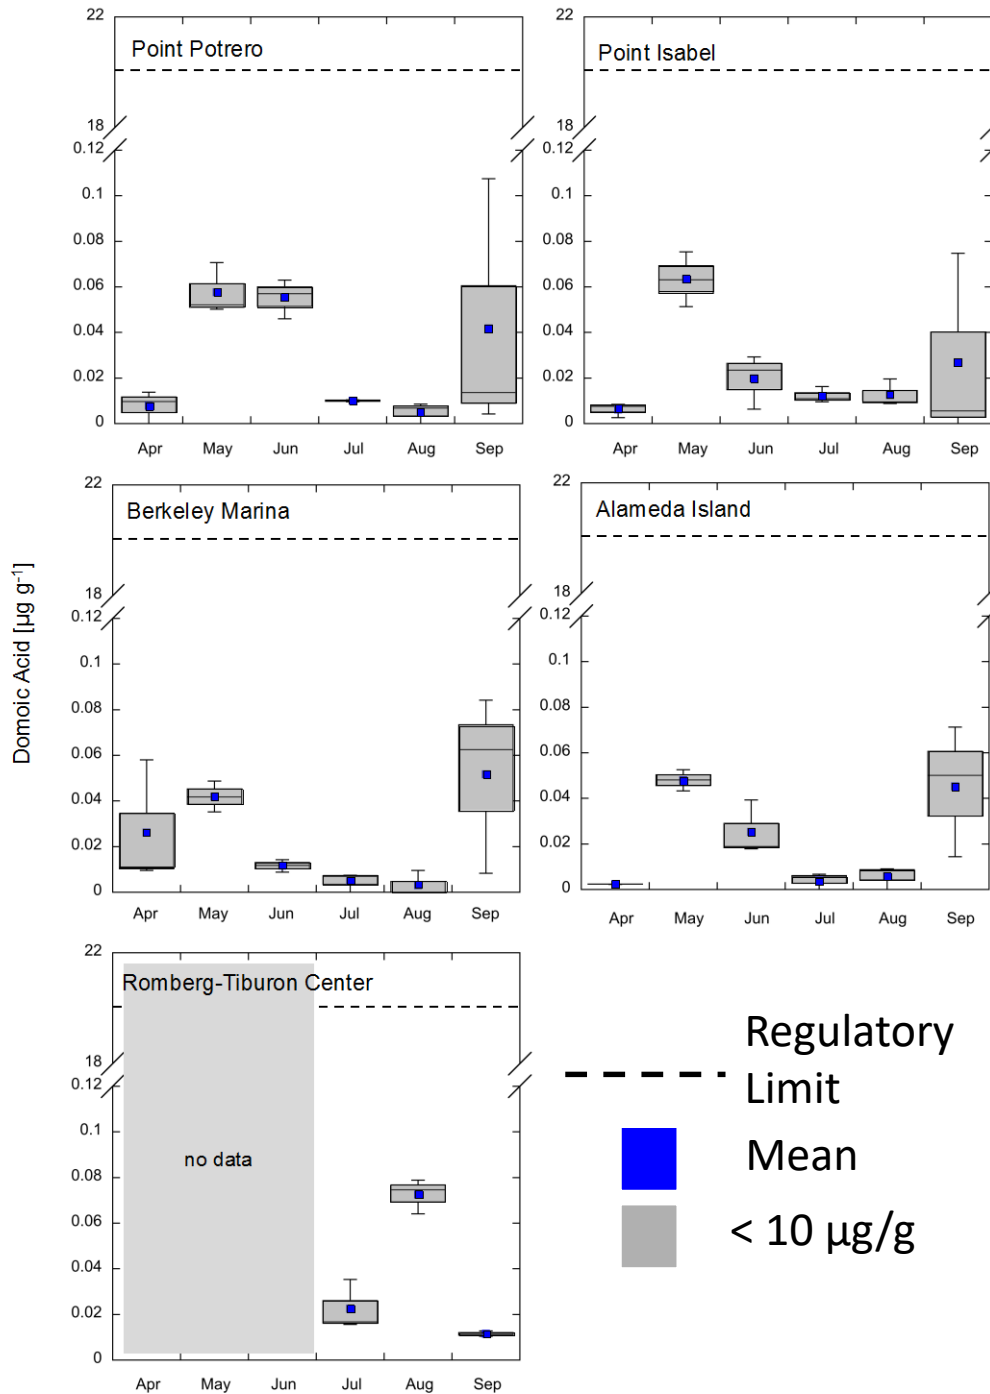 22
Point Potrero
18
0.12
0.1
0.08
0.06
0.04
0.02
0
Apr May Jun Jul Aug Sep
22
Point Isabel
18
0.12
0.1
0.08
0.06
0.04
0.02
0
Apr May Jun Jul Aug Sep
Domoic Acid [µg g⁻¹]
22
Berkeley Marina
18
0.12
0.1
0.08
0.06
0.04
0.02
0
Apr May Jun Jul Aug Sep
22
Alameda Island
18
0.12
0.1
0.08
0.06
0.04
0.02
0
Apr May Jun Jul Aug Sep
22
Romberg-Tiburon Center
18
0.12
0.1
0.08
0.06
0.04
0.02
0
no data
Apr May Jun Jul Aug Sep
Regulatory
Limit
Mean
< 10 µg/g